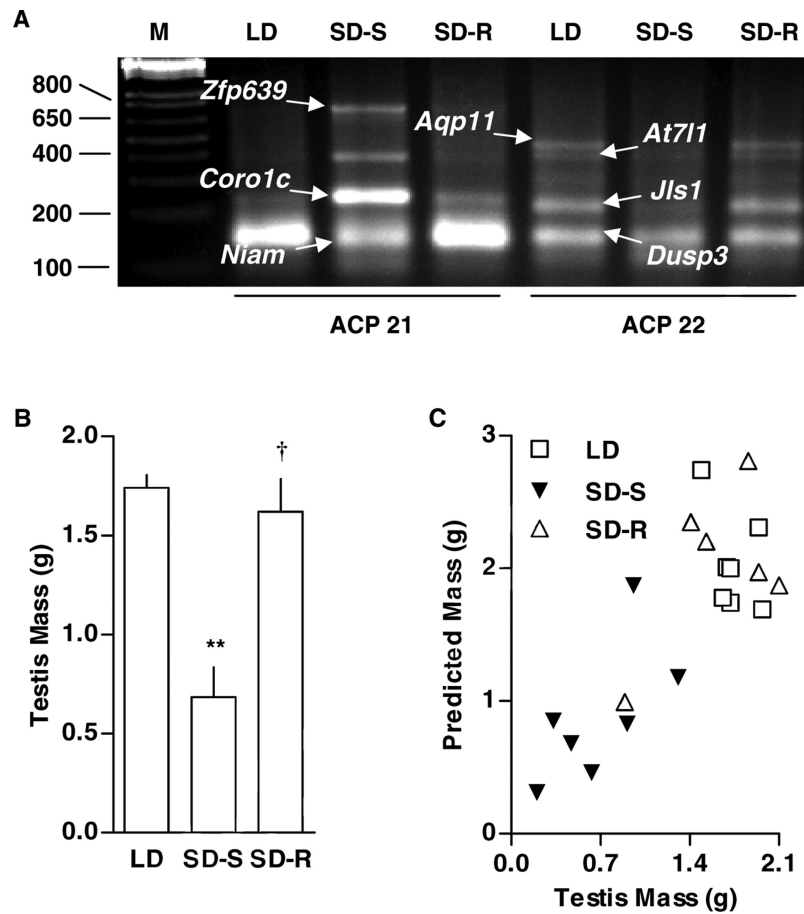 A
M LD SD-S SD-R LD SD-S SD-R
800
650
400
200
100
Zfp639
Coro1c
Niam
Aqp11
At7l1
Jls1
Dusp3
ACP 21 ACP 22
B
Testis Mass (g)
2.0
1.5
1.0
0.5
0.0
**
†
LD SD-S SD-R
C
Predicted Mass (g)
3
2
1
0
LD
SD-S
SD-R
0.0 0.7 1.4 2.1
Testis Mass (g)